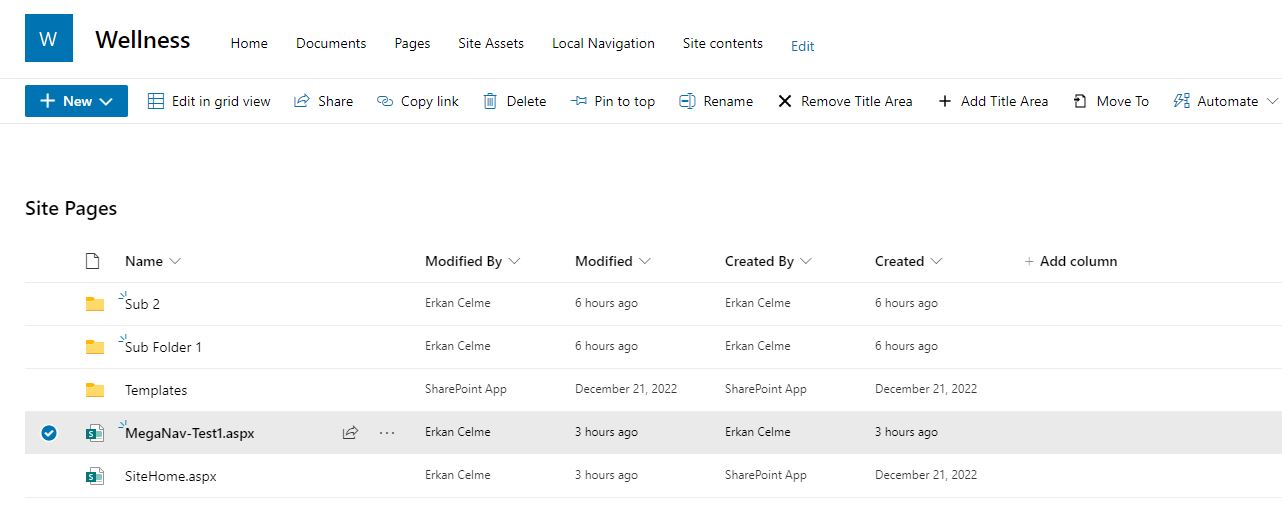 W
Wellness Home Documents Pages Site Assets Local Navigation Site contents Edit
New Edit in grid view Share Copy link Delete Pin to top Rename Remove Title Area Add Title Area Move To Automate
Site Pages
Name Modified By Modified Created By Created Add column
Sub 2 Erkan Celme 6 hours ago Erkan Celme 6 hours ago
Sub Folder 1 Erkan Celme 6 hours ago Erkan Celme 6 hours ago
Templates SharePoint App December 21, 2022 SharePoint App December 21, 2022
MegaNav-Test1.aspx Erkan Celme 3 hours ago Erkan Celme 3 hours ago
SiteHome.aspx Erkan Celme 3 hours ago SharePoint App December 21, 2022